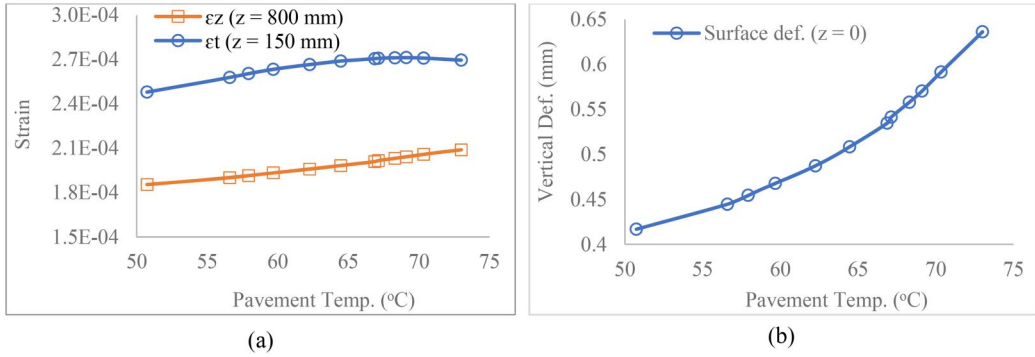 εz (z = 800 mm)
εt (z = 150 mm)
3.0E-04
2.7E-04
2.4E-04
2.1E-04
1.8E-04
1.5E-04
Strain
50 55 60 65 70 75
Pavement Temp. (ºC)
(a)
Surface def. (z = 0)
0.65
0.6
0.55
0.5
0.45
0.4
Vertical Def. (mm)
50 55 60 65 70 75
Pavement Temp. (ºC)
(b)